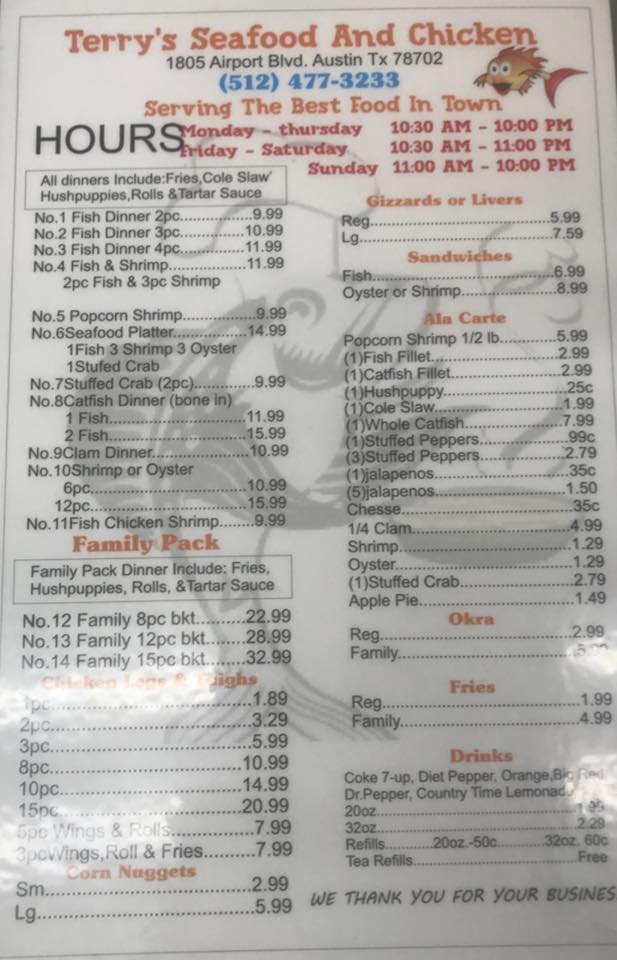 Terry's Seafood And Chicken
1805 Airport Blvd. Austin Tx 78702
(512) 477-3233
Serving The Best Food In Town
HOURS
Monday - thursday 10:30 AM - 10:00 PM
Friday - Saturday 10:30 AM - 11:00 PM
Sunday 11:00 AM - 10:00 PM
All dinners Include:Fries,Cole Slaw'
Hushpuppies,Rolls &Tartar Sauce
No.1 Fish Dinner 2pc...............9.99
No.2 Fish Dinner 3pc.............10.99
No.3 Fish Dinner 4pc.............11.99
No.4 Fish & Shrimp...............11.99
2pc Fish & 3pc Shrimp
No.5 Popcorn Shrimp...............9.99
No.6Seafood Platter...............14.99
1Fish 3 Shrimp 3 Oyster
1Stufed Crab
No.7Stuffed Crab (2pc)............9.99
No.8Catfish Dinner (bone in)
1 Fish...........................11.99
2 Fish...........................15.99
No.9Clam Dinner...................10.99
No.10Shrimp or Oyster
6pc..............................10.99
12pc.............................15.99
No.11Fish Chicken Shrimp.......9.99
Family Pack
Family Pack Dinner Include: Fries,
Hushpuppies, Rolls, &Tartar Sauce
No.12 Family 8pc bkt.........22.99
No.13 Family 12pc bkt.......28.99
No.14 Family 15pc bkt.......32.99
Chicken Legs & Thighs
1pc..............................1.89
2pc..............................3.29
3pc..............................5.99
8pc.............................10.99
10pc............................14.99
15pc............................20.99
5pc Wings & Rolls............7.99
3pcWings,Roll & Fries........7.99
Corn Nuggets
Sm...............................2.99
Lg...............................5.99
Gizzards or Livers
Reg..............................5.99
Lg...............................7.59
Sandwiches
Fish.............................6.99
Oyster or Shrimp.................8.99
Ala Carte
Popcorn Shrimp 1/2 lb............5.99
(1)Fish Fillet...................2.99
(1)Catfish Fillet................2.99
(1)Hushpuppy.....................25c
(1)Cole Slaw.....................1.99
(1)Whole Catfish.................7.99
(1)Stuffed Peppers...............99c
(3)Stuffed Peppers...............2.79
(1)jalapenos.....................35c
(5)jalapenos.....................1.50
Chesse...........................35c
1/4 Clam.........................4.99
Shrimp...........................1.29
Oyster...........................1.29
(1)Stuffed Crab..................2.79
Apple Pie........................1.49
Okra
Reg..............................2.99
Family...........................
Fries
Reg..............................1.99
Family...........................4.99
Drinks
Coke 7-up, Diet Pepper, Orange,Big Red
Dr.Pepper, Country Time Lemonad
20oz.............................
32oz.............................2.29
Refills...........20oz.-50c...........32oz. 60c
Tea Refills......................Free
WE THANK YOU FOR YOUR BUSINES